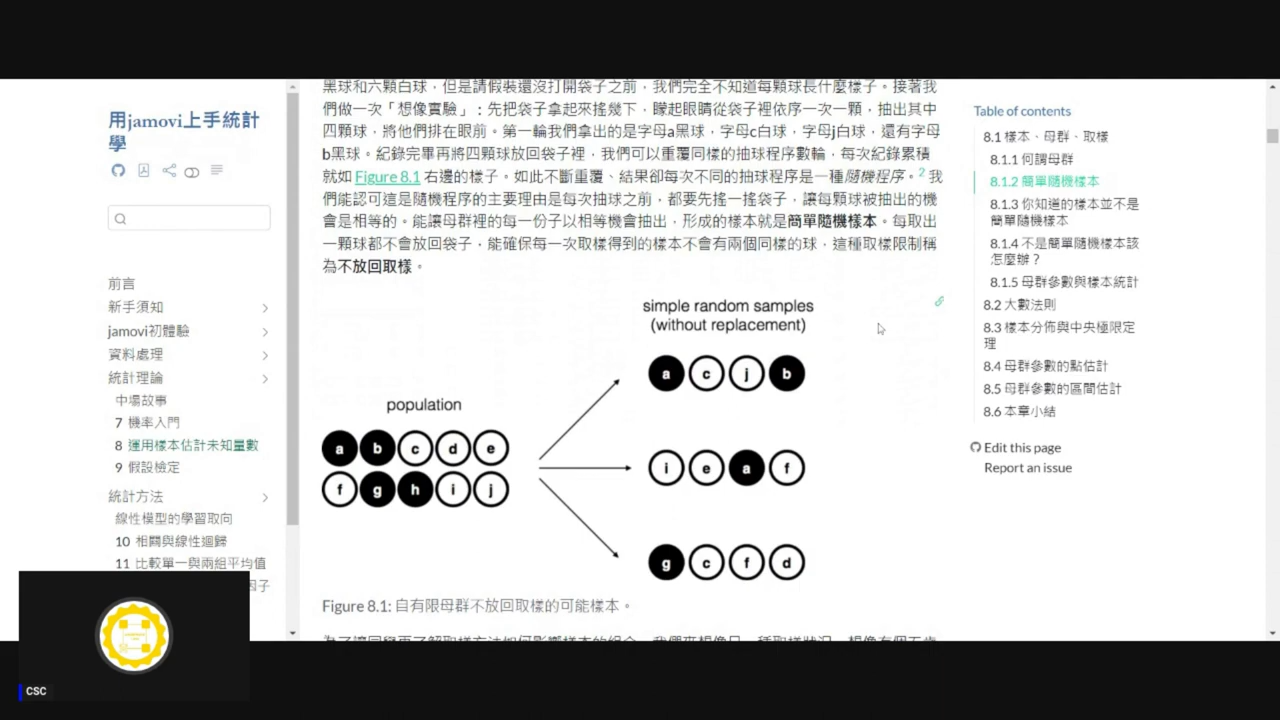 用jamovi上手統計
學
前言
新手須知
jamovi初體驗
資料處理
統計理論
中場故事
7 機率入門
8 運用樣本估計未知量數
9 假設檢定
統計方法
線性模型的學習取向
10 相關與線性迴歸
11 比較單一與兩組平均值
因子
黑球和六顆白球，但是請假裝還沒打開袋子之前，我們完全不知道每顆球長什麼樣子。接著我
們做一次「想像實驗」：先把袋子拿起來搖幾下，矇起眼睛從袋子裡依序一次一顆，抽出其中
四顆球，將他們排在眼前。第一輪我們拿出的是字母a黑球，字母c白球，字母j白球，還有字母
b黑球。紀錄完畢再將四顆球放回袋子裡，我們可以重覆同樣的抽球程序數輪，每次紀錄累積
就如 Figure 8.1 右邊的樣子。如此不斷重覆、結果卻每次不同的抽球程序是一種隨機程序。2 我
們能認可這是隨機程序的主要理由是每次抽球之前，都要先搖一搖袋子，讓每顆球被抽出的機
會是相等的。能讓母群裡的每一份子以相等機會抽出，形成的樣本就是簡單隨機樣本。每取出
一顆球都不會放回袋子，能確保每一次取樣得到的樣本不會有兩個同樣的球，這種取樣限制稱
為不放回取樣。
simple random samples
(without replacement)
a c j b
population
a b c d e
i e a f
f g h i j
g c f d
Figure 8.1: 自有限母群不放回取樣的可能樣本。
Table of contents
8.1 樣本、母群、取樣
8.1.1 何謂母群
8.1.2 簡單隨機樣本
8.1.3 你知道的樣本並不是
簡單隨機樣本
8.1.4 不是簡單隨機樣本該
怎麼辦？
8.1.5 母群參數與樣本統計
8.2 大數法則
8.3 樣本分佈與中央極限定
理
8.4 母群參數的點估計
8.5 母群參數的區間估計
8.6 本章小結
Edit this page
Report an issue
CSC